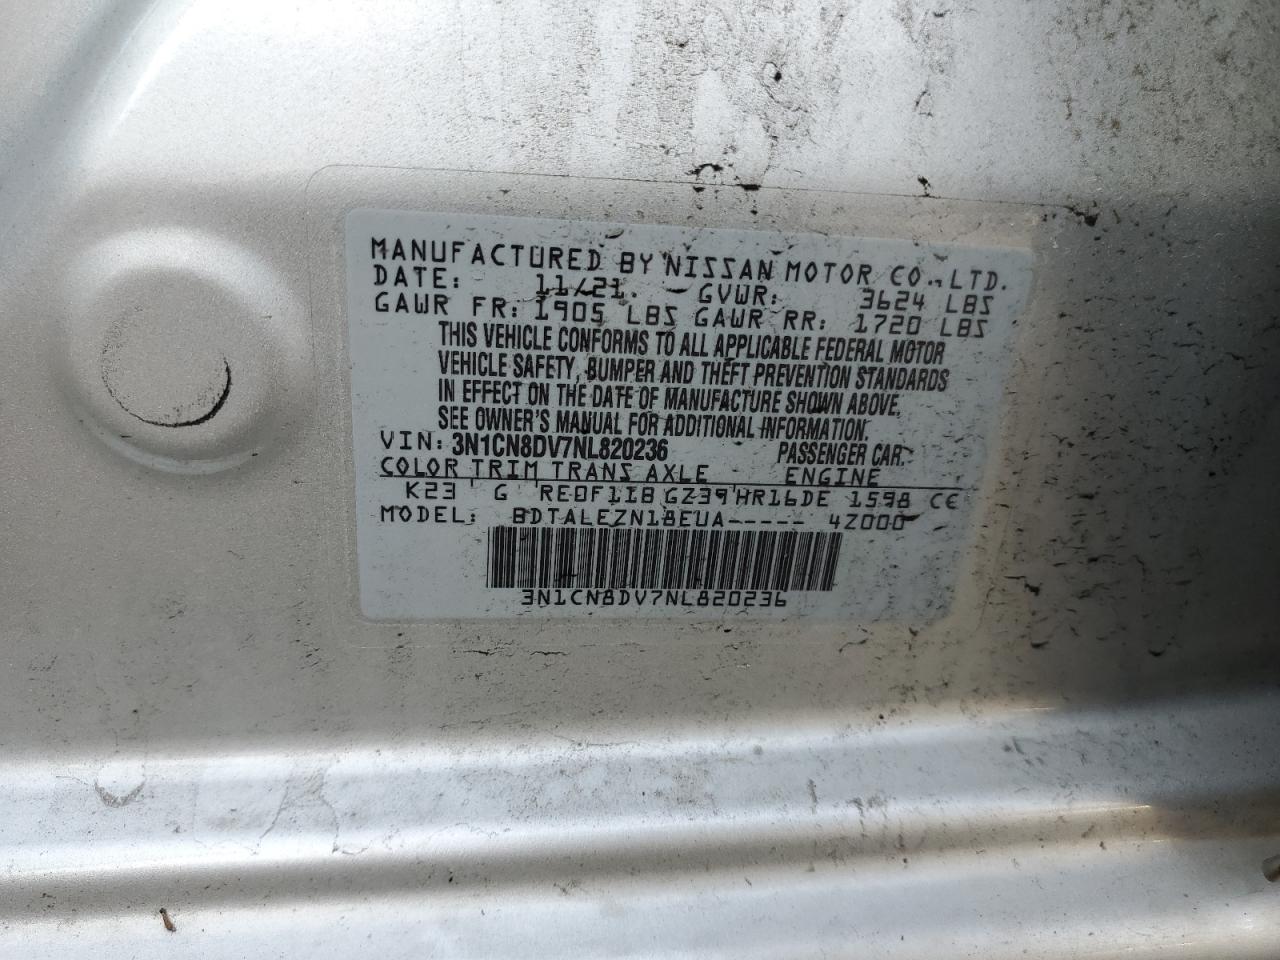 MANUFACTURED BY NISSAN MOTOR CO., LTD.
DATE: 11/21. GVWR: 3624 LBS
GAWR FR: 1905 LBS GAWR RR: 1720 LBS
THIS VEHICLE CONFORMS TO ALL APPLICABLE FEDERAL MOTOR
VEHICLE SAFETY, BUMPER AND THEFT PREVENTION STANDARDS
IN EFFECT ON THE DATE OF MANUFACTURE SHOWN ABOVE.
SEE OWNER'S MANUAL FOR ADDITIONAL INFORMATION.
VIN: 3N1CN8DV7NL820236 PASSENGER CAR.
COLOR TRIM TRANS AXLE ENGINE
K23 G RE0F11B GZ39 HR16DE 1598 CC
MODEL: BDTALEZN18EUA----- 4Z000
3N1CN8DV7NL820236